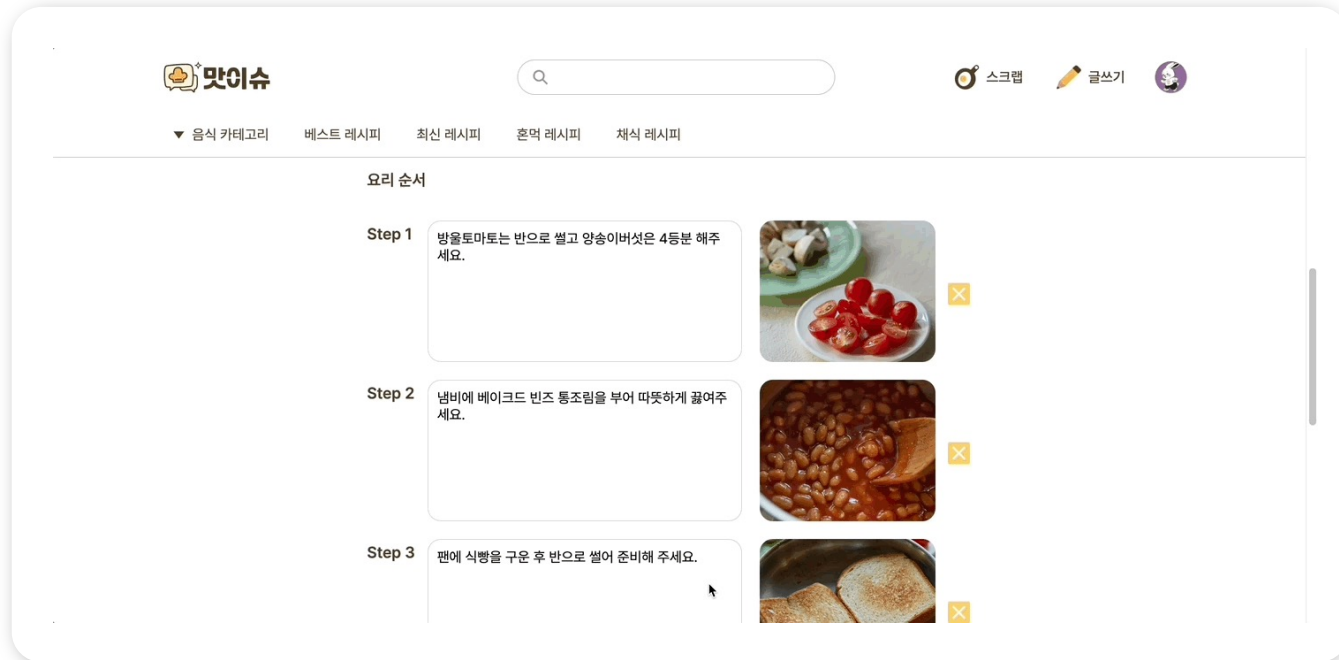 맛이슈
스크랩
글쓰기
▼ 음식 카테고리
베스트 레시피
최신 레시피
혼먹 레시피
채식 레시피
요리 순서
Step 1
방울토마토는 반으로 썰고 양송이버섯은 4등분 해주
세요.
Step 2
냄비에 베이크드 빈즈 통조림을 부어 따뜻하게 끓여주
세요.
Step 3
팬에 식빵을 구운 후 반으로 썰어 준비해 주세요.